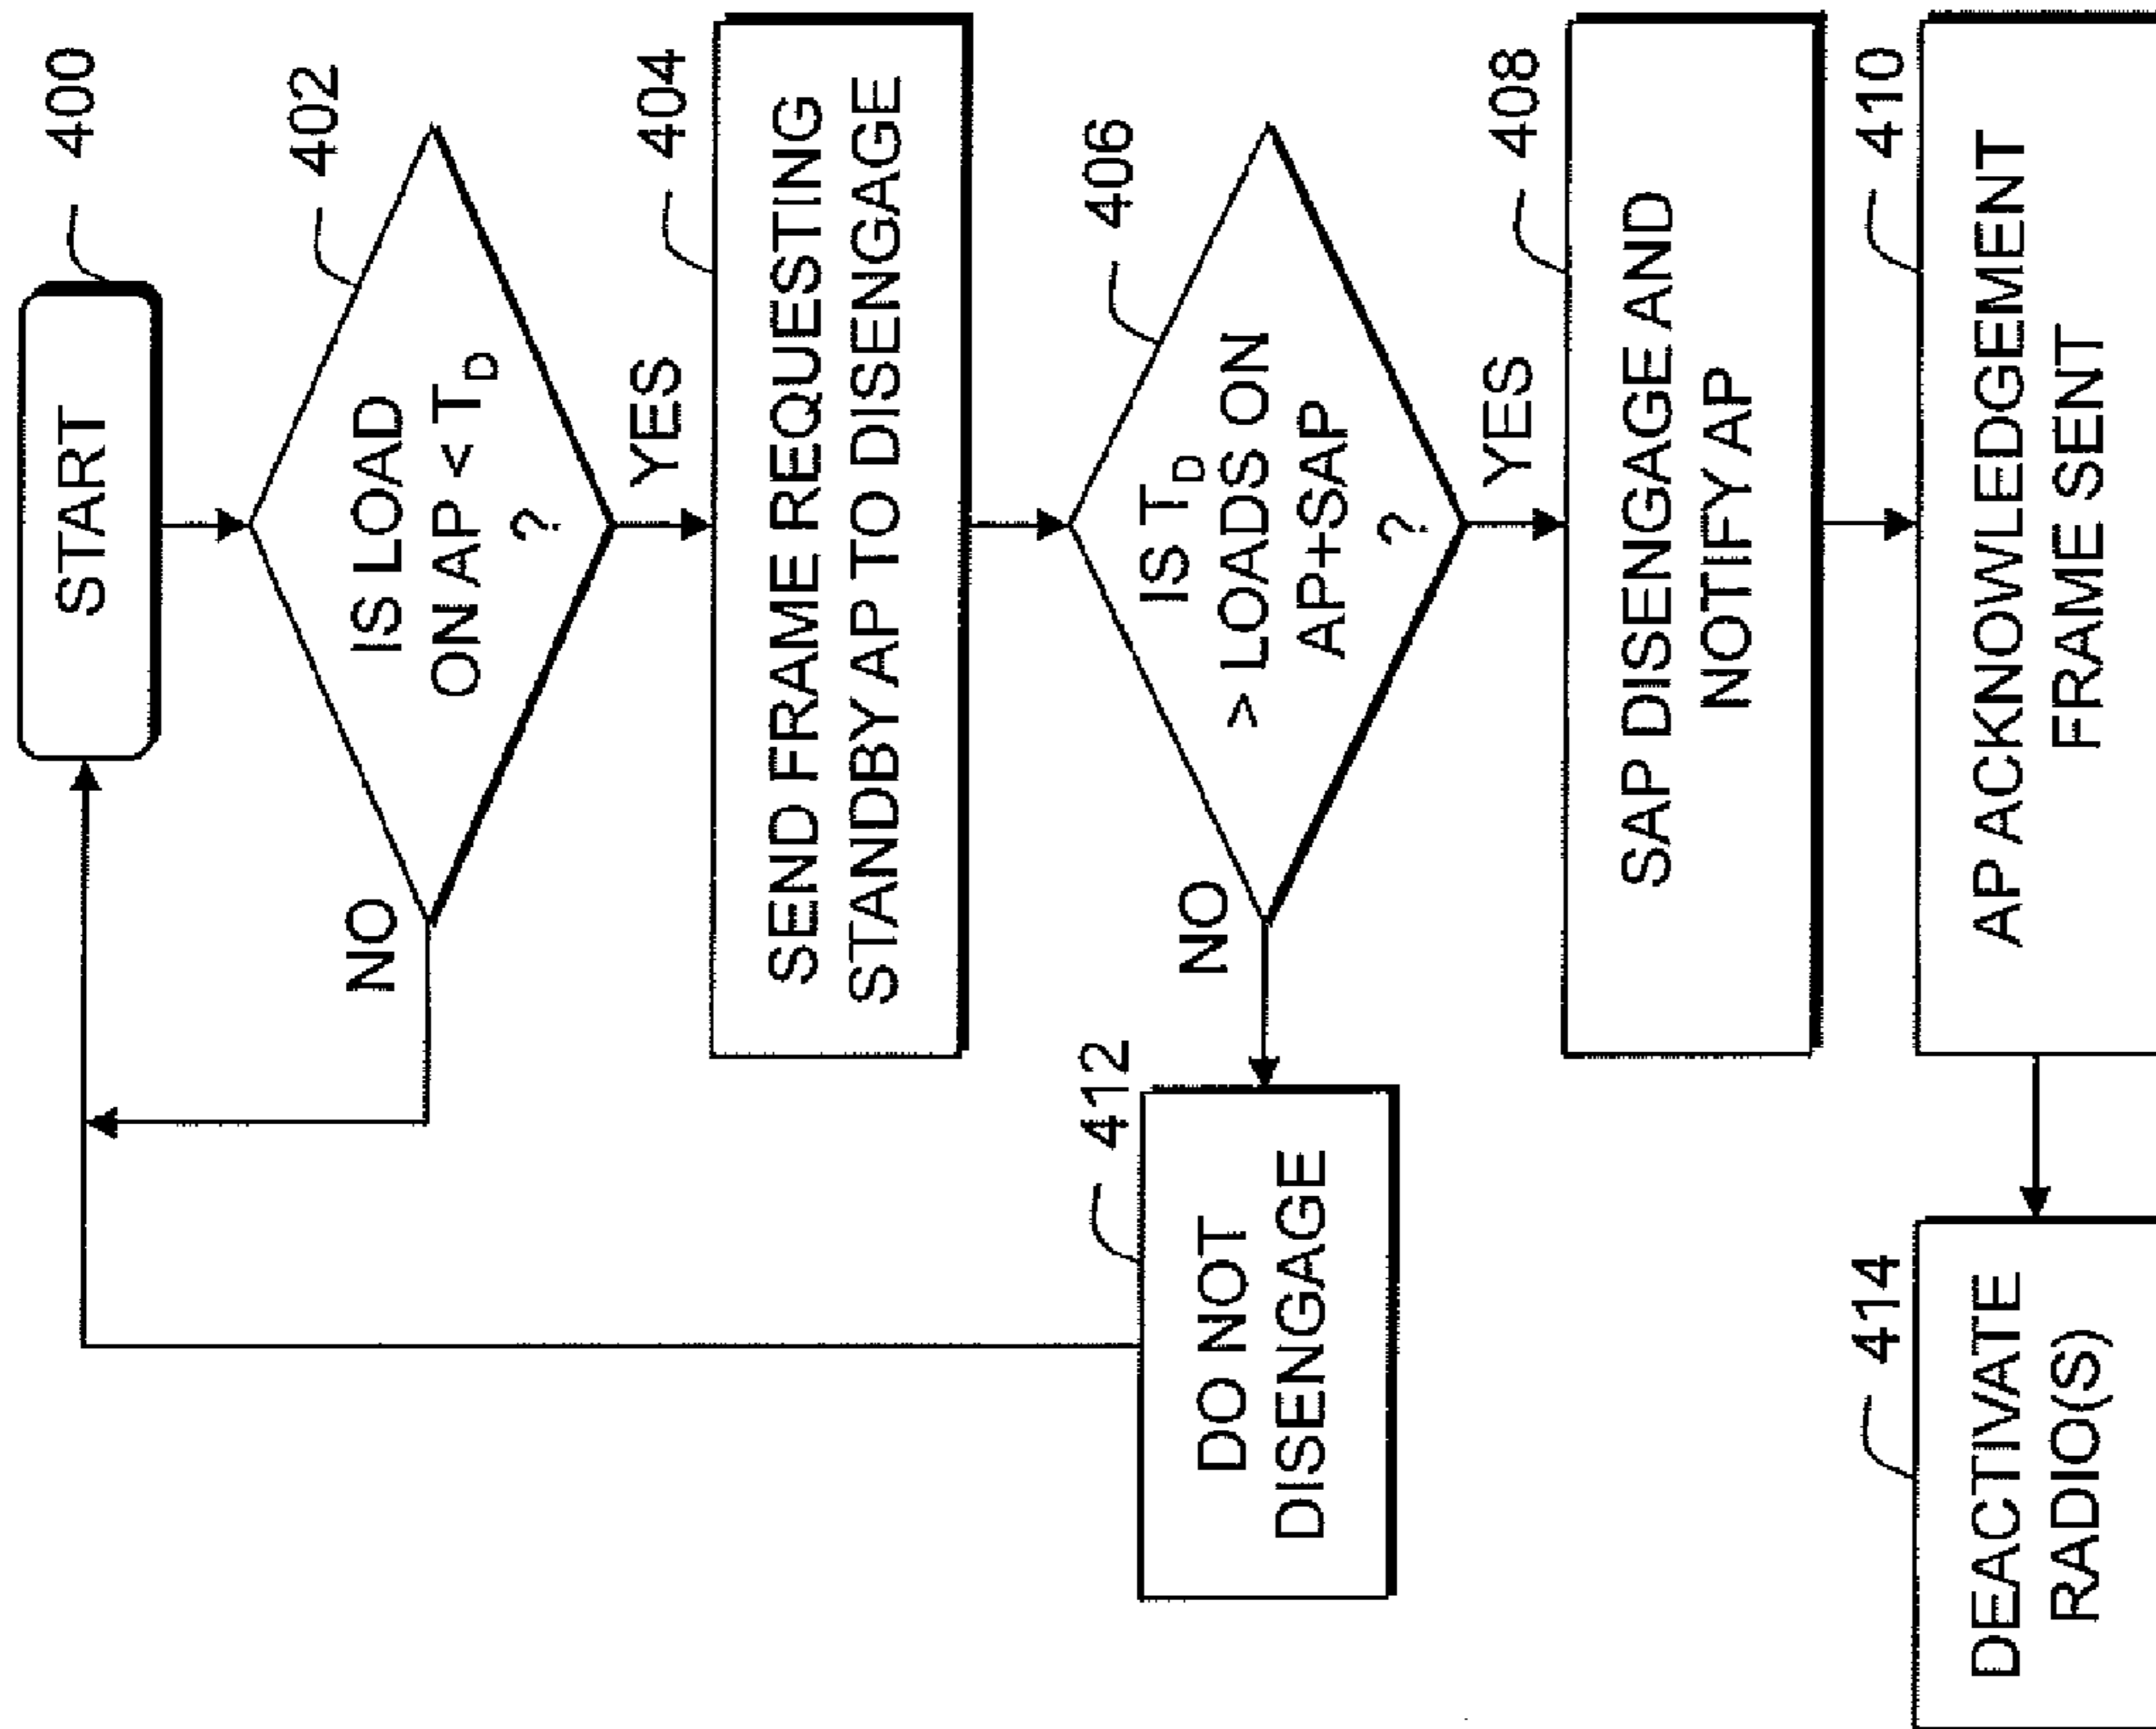 START
400
IS LOAD
ON AP < TD
?
402
NO
YES
SEND FRAME REQUESTING
STANDBY AP TO DISENGAGE
404
IS TD
> LOADS ON
AP+SAP
?
406
NO
YES
DO NOT
DISENGAGE
412
SAP DISENGAGE AND
NOTIFY AP
408
AP ACKNOWLEDGEMENT
FRAME SENT
410
DEACTIVATE
RADIO(S)
414